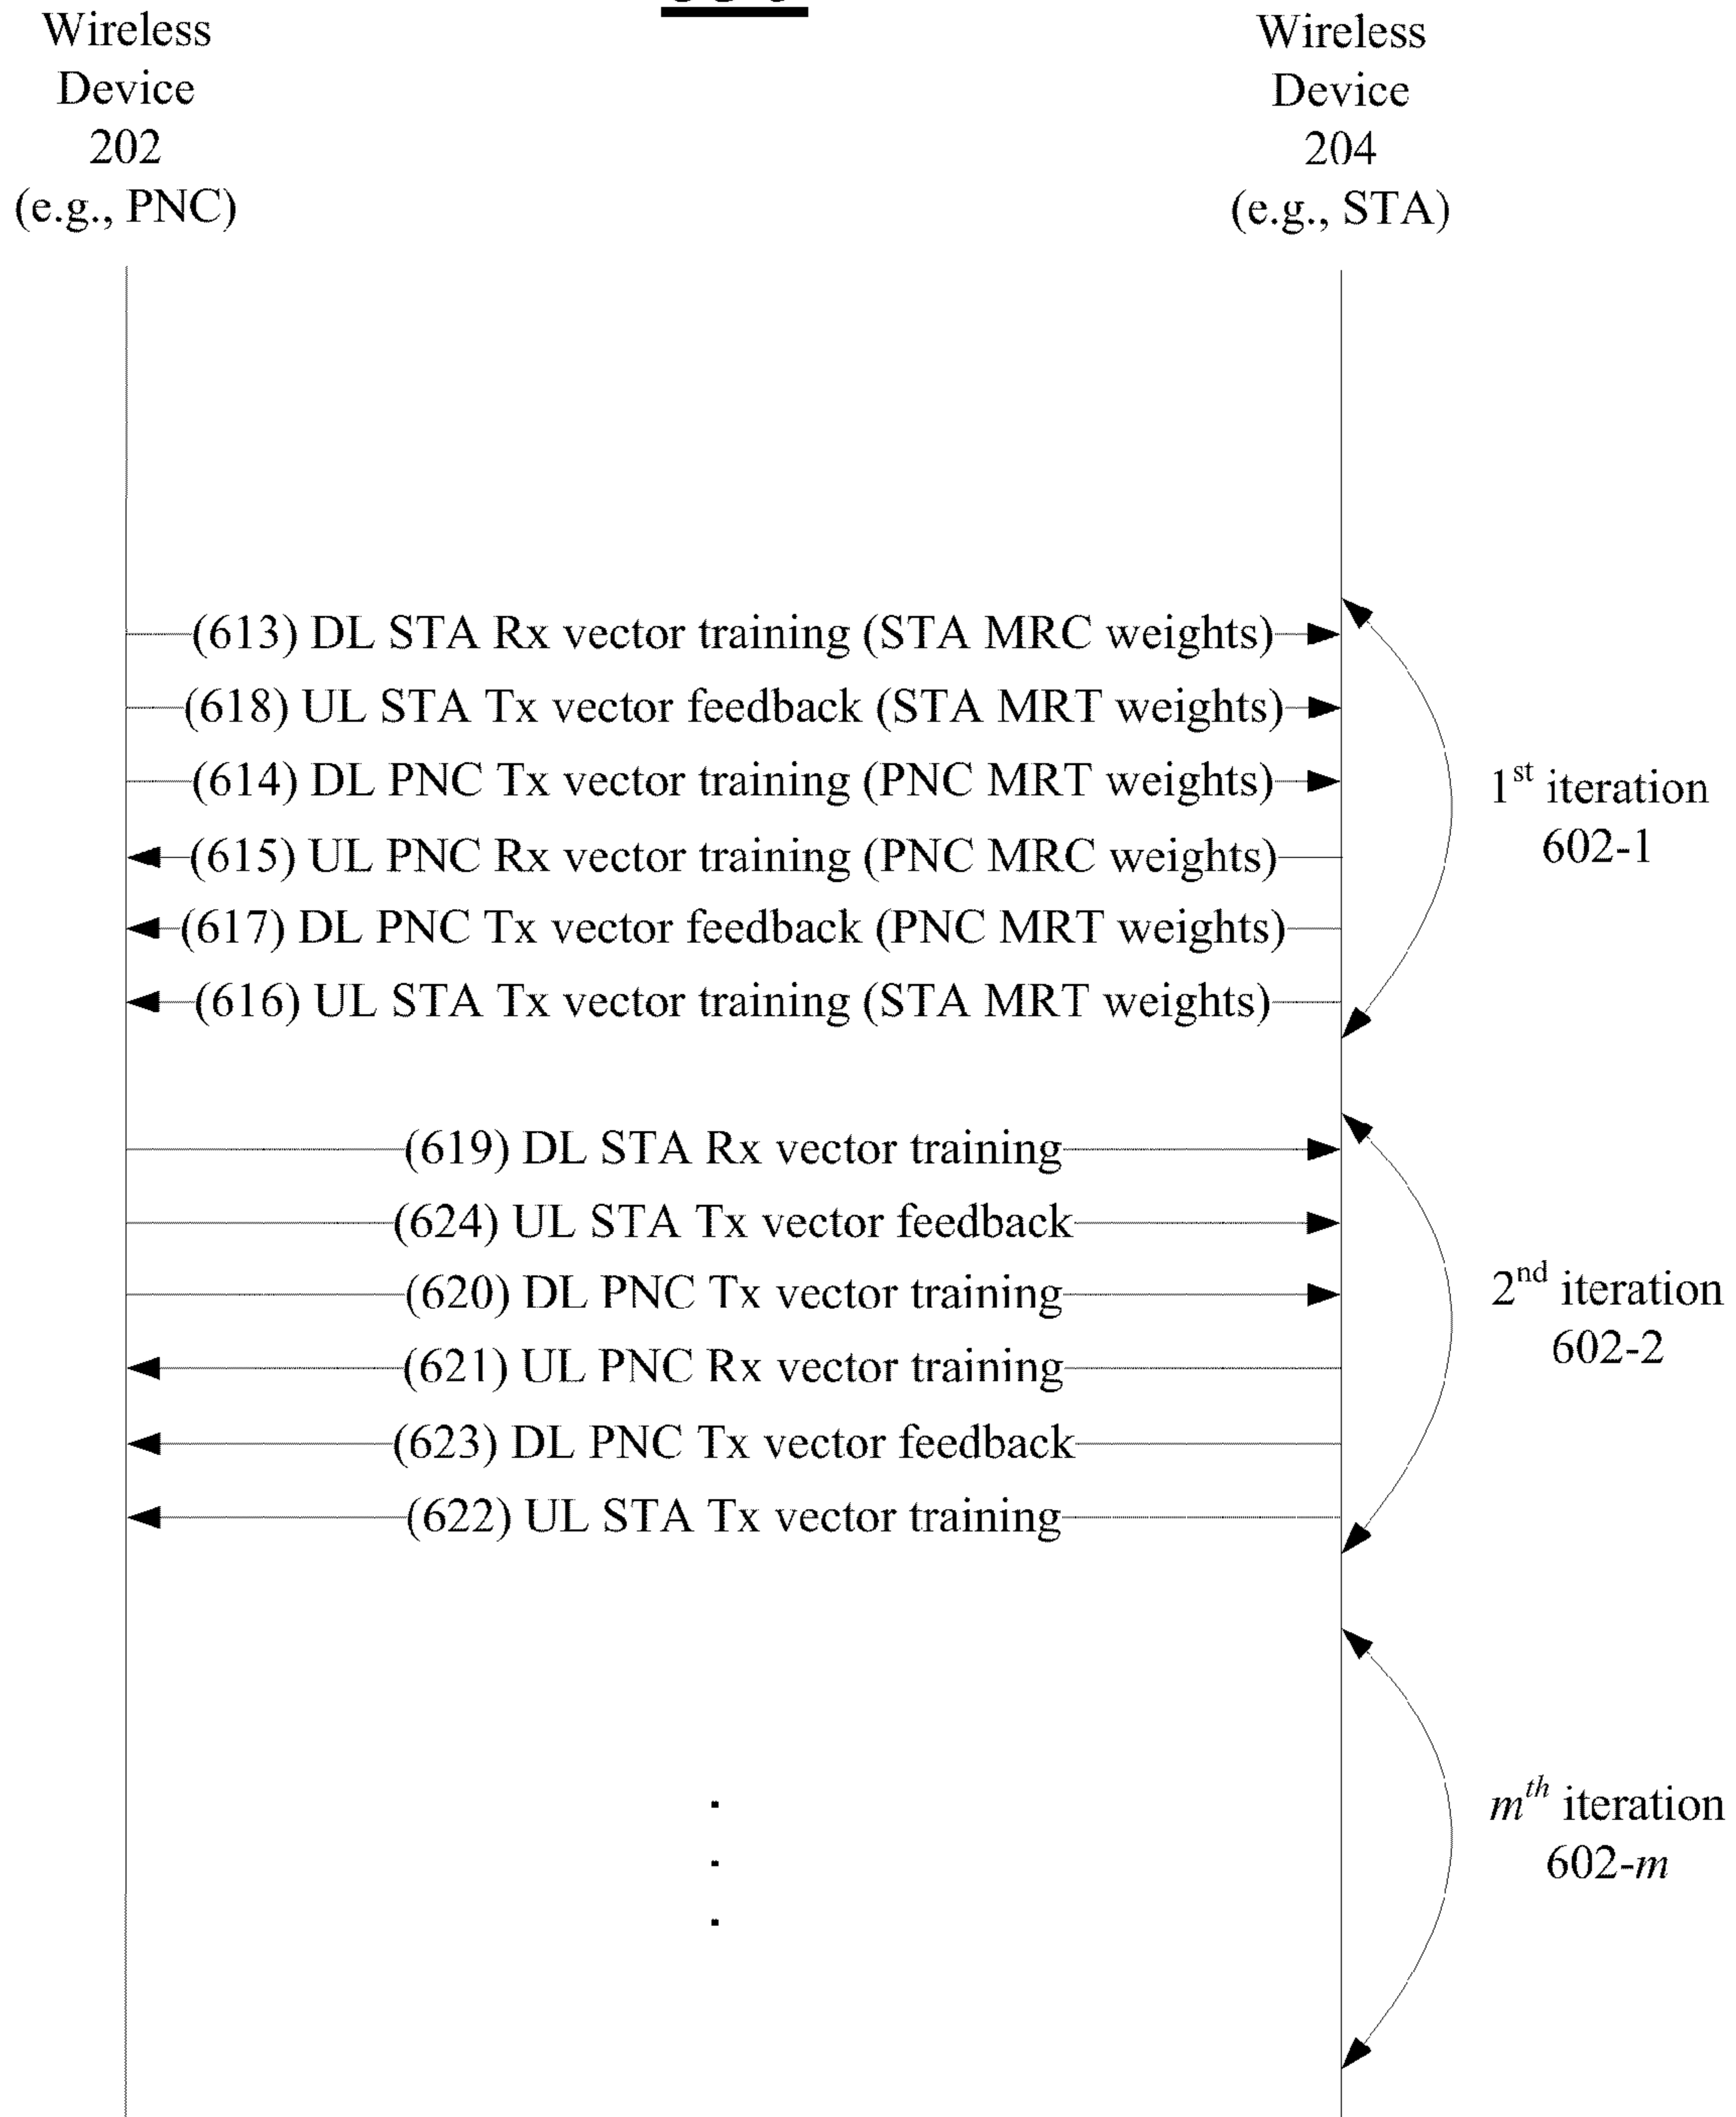 Wireless
Device
202
(e.g., PNC)
Wireless
Device
204
(e.g., STA)
(613) DL STA Rx vector training (STA MRC weights)
(618) UL STA Tx vector feedback (STA MRT weights)
(614) DL PNC Tx vector training (PNC MRT weights)
(615) UL PNC Rx vector training (PNC MRC weights)
(617) DL PNC Tx vector feedback (PNC MRT weights)
(616) UL STA Tx vector training (STA MRT weights)
1st iteration
602-1
(619) DL STA Rx vector training
(624) UL STA Tx vector feedback
(620) DL PNC Tx vector training
(621) UL PNC Rx vector training
(623) DL PNC Tx vector feedback
(622) UL STA Tx vector training
2nd iteration
602-2
.
.
.
mth iteration
602-m